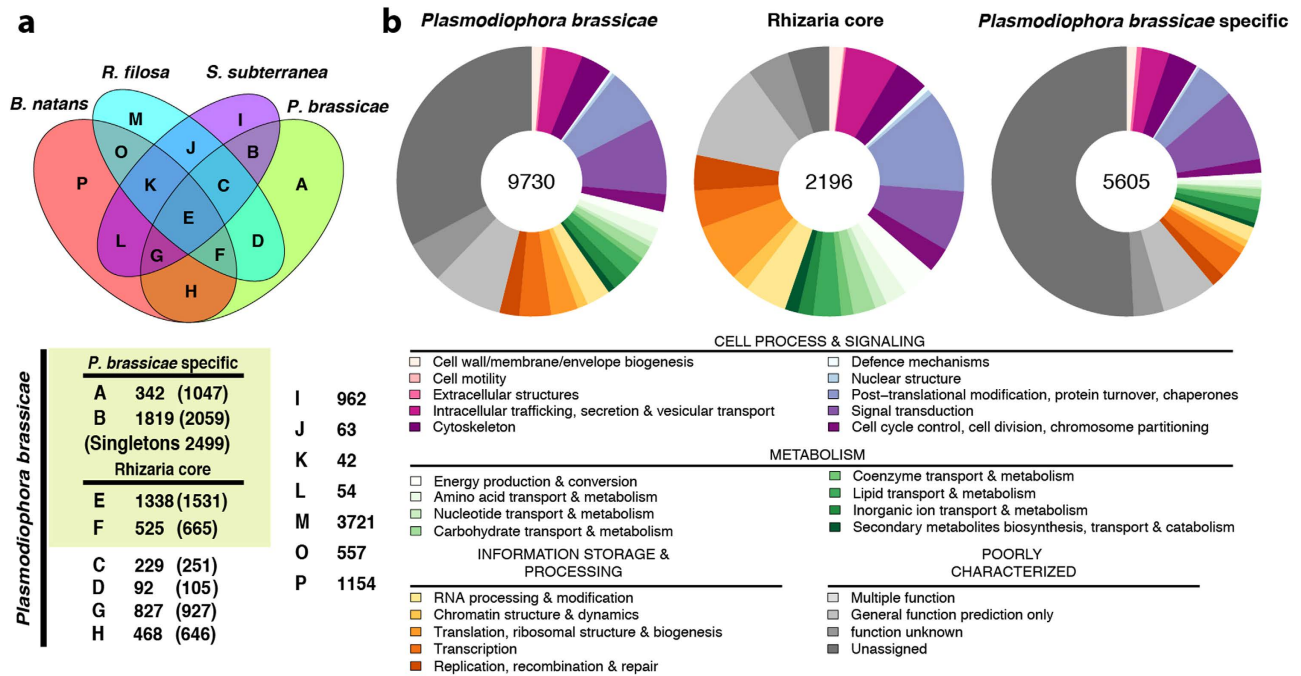 a
R. filosa
S. subterranea
B. natans
P. brassicae
M
I
O
J
B
P
K
C
A
E
L
D
G
F
H
Plasmodiophora brassicae
P. brassicae specific
A 342 (1047)
B 1819 (2059)
(Singletons 2499)
Rhizaria core
E 1338 (1531)
F 525 (665)
C 229 (251)
D 92 (105)
G 827 (927)
H 468 (646)
I 962
J 63
K 42
L 54
M 3721
O 557
P 1154
b
Plasmodiophora brassicae
Rhizaria core
Plasmodiophora brassicae specific
9730
2196
5605
CELL PROCESS & SIGNALING
Cell wall/membrane/envelope biogenesis
Cell motility
Extracellular structures
Intracellular trafficking, secretion & vesicular transport
Cytoskeleton
Defence mechanisms
Nuclear structure
Post−translational modification, protein turnover, chaperones
Signal transduction
Cell cycle control, cell division, chromosome partitioning
METABOLISM
Energy production & conversion
Amino acid transport & metabolism
Nucleotide transport & metabolism
Carbohydrate transport & metabolism
Coenzyme transport & metabolism
Lipid transport & metabolism
Inorganic ion transport & metabolism
Secondary metabolites biosynthesis, transport & catabolism
INFORMATION STORAGE &
PROCESSING
RNA processing & modification
Chromatin structure & dynamics
Translation, ribosomal structure & biogenesis
Transcription
Replication, recombination & repair
POORLY
CHARACTERIZED
Multiple function
General function prediction only
function unknown
Unassigned